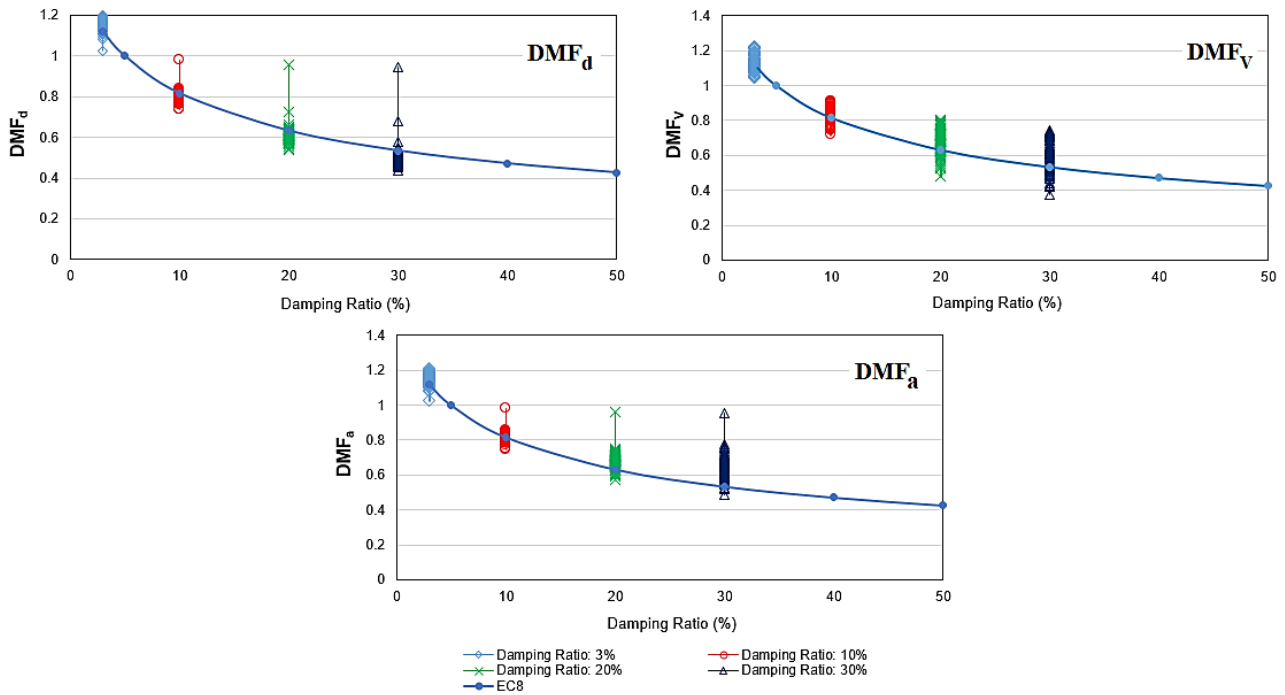 1.2
1
0.8
0.6
0.4
0.2
0
DMFd
DMFd
0 10 20 30 40 50
Damping Ratio (%)
1.4
1.2
1
0.8
0.6
0.4
0.2
0
DMFV
DMFV
0 10 20 30 40 50
Damping Ratio (%)
1.4
1.2
1
0.8
0.6
0.4
0.2
0
DMFa
DMFa
0 10 20 30 40 50
Damping Ratio (%)
Damping Ratio: 3% Damping Ratio: 10%
Damping Ratio: 20% Damping Ratio: 30%
EC8